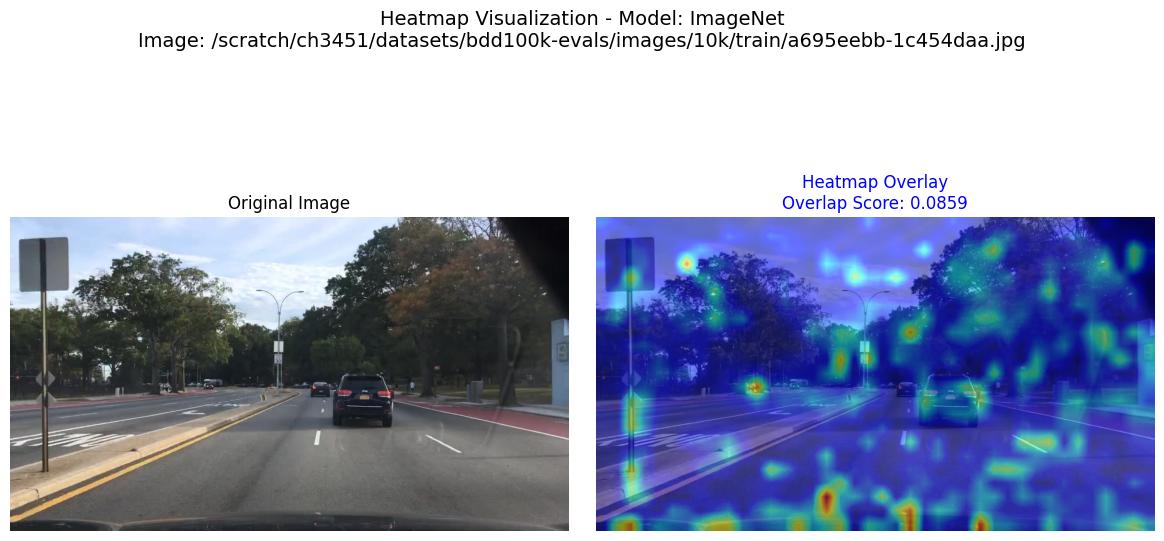 Heatmap Visualization - Model: ImageNet
Image: /scratch/ch3451/datasets/bdd100k-evals/images/10k/train/a695eebb-1c454daa.jpg
Original Image
Heatmap Overlay
Overlap Score: 0.0859